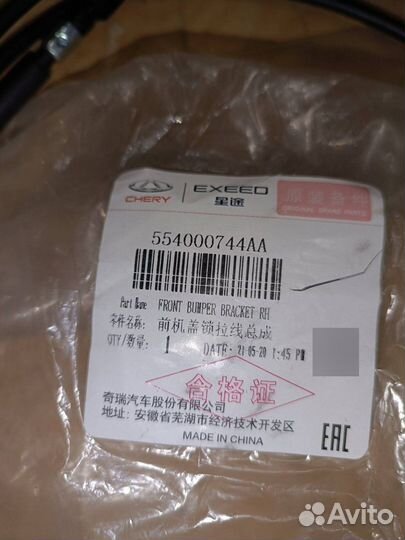 CHERY EXEED 星途 原装备件
ORIGINAL SPARE PARTS
554000744AA
Part Name FRONT BUMPER BRACKET RH
零件名称: 前机盖锁拉线总成
QTY/数量: 1 DATE: 21-05-20 1:45 PM
合格证
奇瑞汽车股份有限公司
地址: 安徽省芜湖市经济技术开发区
MADE IN CHINA
EAC
Avito